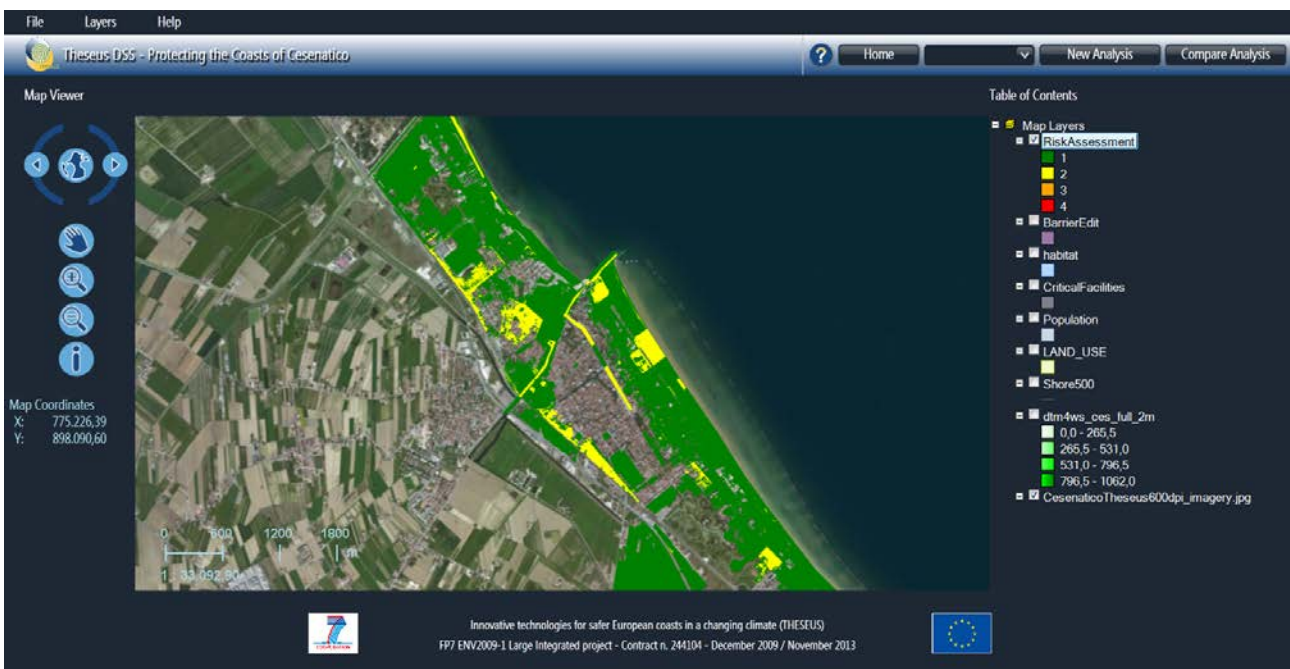 File Layers Help
Theseus DSS - Protecting the Coasts of Cesenatico
? Home New Analysis Compare Analysis
Map Viewer
Table of Contents
Map Layers
RiskAssessment
1
2
3
4
BarrierEdit
habitat
CriticalFacilities
Population
LAND_USE
Shore500
dtm4ws_ces_full_2m
0,0 - 265,5
265,5 - 531,0
531,0 - 796,5
796,5 - 1062,0
CesenaticoTheseus600dpi_imagery.jpg
Map Coordinates
X: 775.226,39
Y: 898.090,60
0 600 1200 1800
m
1 : 33.092,90
7
Innovative technologies for safer European coasts in a changing climate (THESEUS)
FP7 ENV2009-1 Large Integrated project - Contract n. 244104 - December 2009 / November 2013